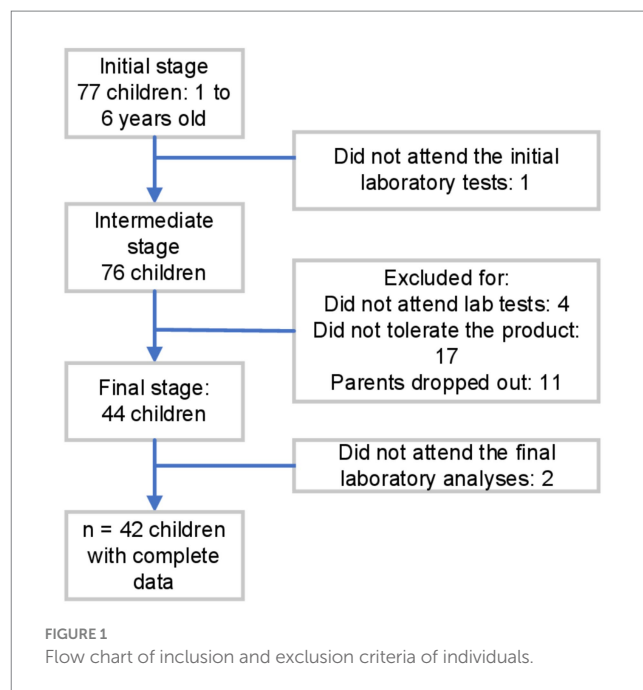 Initial stage
77 children: 1 to
6 years old
Did not attend the initial
laboratory tests: 1
Intermediate
stage
76 children
Excluded for:
Did not attend lab tests: 4
Did not tolerate the product:
17
Parents dropped out: 11
Final stage:
44 children
Did not attend the final
laboratory analyses: 2
n = 42 children
with complete
data
FIGURE 1
Flow chart of inclusion and exclusion criteria of individuals.